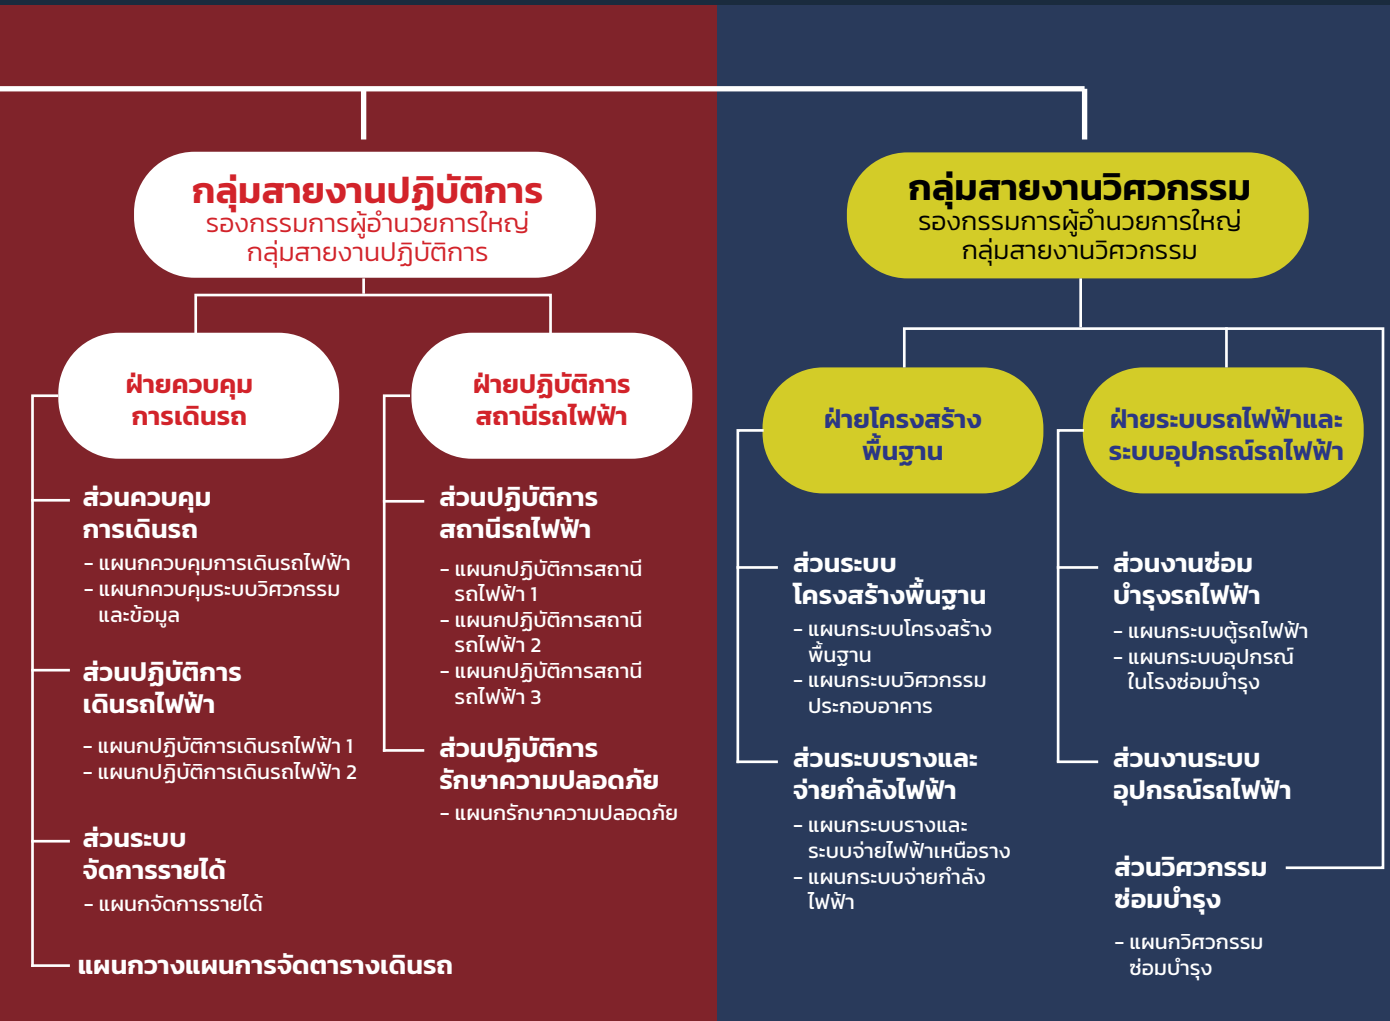 กลุ่มสายงานปฏิบัติการ
รองกรรมการผู้อำนวยการใหญ่
กลุ่มสายงานปฏิบัติการ
ฝ่ายควบคุม
การเดินรถ
ส่วนควบคุม
การเดินรถ
- แผนกควบคุมการเดินรถไฟฟ้า
- แผนกควบคุมระบบวิศวกรรม
และข้อมูล
ส่วนปฏิบัติการ
เดินรถไฟฟ้า
- แผนกปฏิบัติการเดินรถไฟฟ้า 1
- แผนกปฏิบัติการเดินรถไฟฟ้า 2
ส่วนระบบ
จัดการรายได้
- แผนกจัดการรายได้
แผนกวางแผนการจัดตารางเดินรถ
ฝ่ายปฏิบัติการ
สถานีรถไฟฟ้า
ส่วนปฏิบัติการ
สถานีรถไฟฟ้า
- แผนกปฏิบัติการสถานี
รถไฟฟ้า 1
- แผนกปฏิบัติการสถานี
รถไฟฟ้า 2
- แผนกปฏิบัติการสถานี
รถไฟฟ้า 3
ส่วนปฏิบัติการ
รักษาความปลอดภัย
- แผนกรักษาความปลอดภัย
กลุ่มสายงานวิศวกรรม
รองกรรมการผู้อำนวยการใหญ่
กลุ่มสายงานวิศวกรรม
ฝ่ายโครงสร้าง
พื้นฐาน
ส่วนระบบ
โครงสร้างพื้นฐาน
- แผนกระบบโครงสร้าง
พื้นฐาน
- แผนกระบบวิศวกรรม
ประกอบอาคาร
ส่วนระบบรางและ
จ่ายกำลังไฟฟ้า
- แผนกระบบรางและ
ระบบจ่ายไฟฟ้าเหนือราง
- แผนกระบบจ่ายกำลัง
ไฟฟ้า
ฝ่ายระบบรถไฟฟ้าและ
ระบบอุปกรณ์รถไฟฟ้า
ส่วนงานซ่อม
บำรุงรถไฟฟ้า
- แผนกระบบตู้รถไฟฟ้า
- แผนกระบบอุปกรณ์
ในโรงซ่อมบำรุง
ส่วนงานระบบ
อุปกรณ์รถไฟฟ้า
ส่วนวิศวกรรม
ซ่อมบำรุง
- แผนกวิศวกรรม
ซ่อมบำรุง